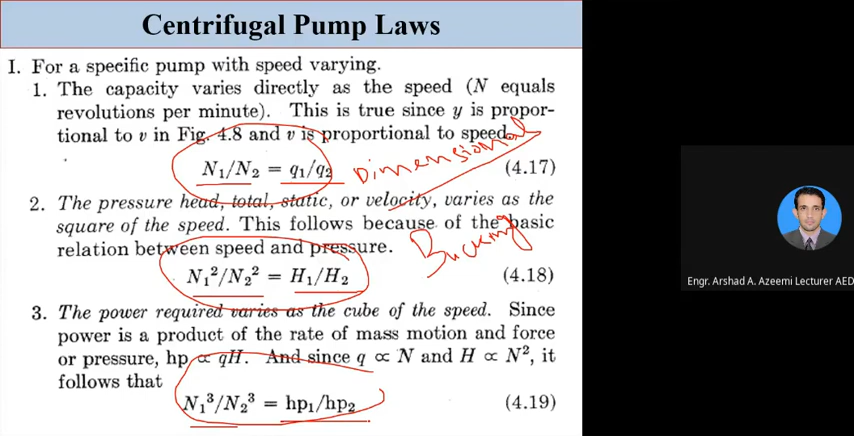 Centrifugal Pump Laws
I. For a specific pump with speed varying.
1. The capacity varies directly as the speed (N equals
revolutions per minute). This is true since y is propor-
tional to v in Fig. 4.8 and v is proportional to speed.
N₁/N₂ = q₁/q₂ (4.17)
Dimensional
2. The pressure head, total, static, or velocity, varies as the
square of the speed. This follows because of the basic
relation between speed and pressure.
Bucking
N₁²/N₂² = H₁/H₂ (4.18)
3. The power required varies as the cube of the speed. Since
power is a product of the rate of mass motion and force
or pressure, hp ∝ qH. And since q ∝ N and H ∝ N², it
follows that
N₁³/N₂³ = hp₁/hp₂ (4.19)
Engr. Arshad A. Azeemi Lecturer AED